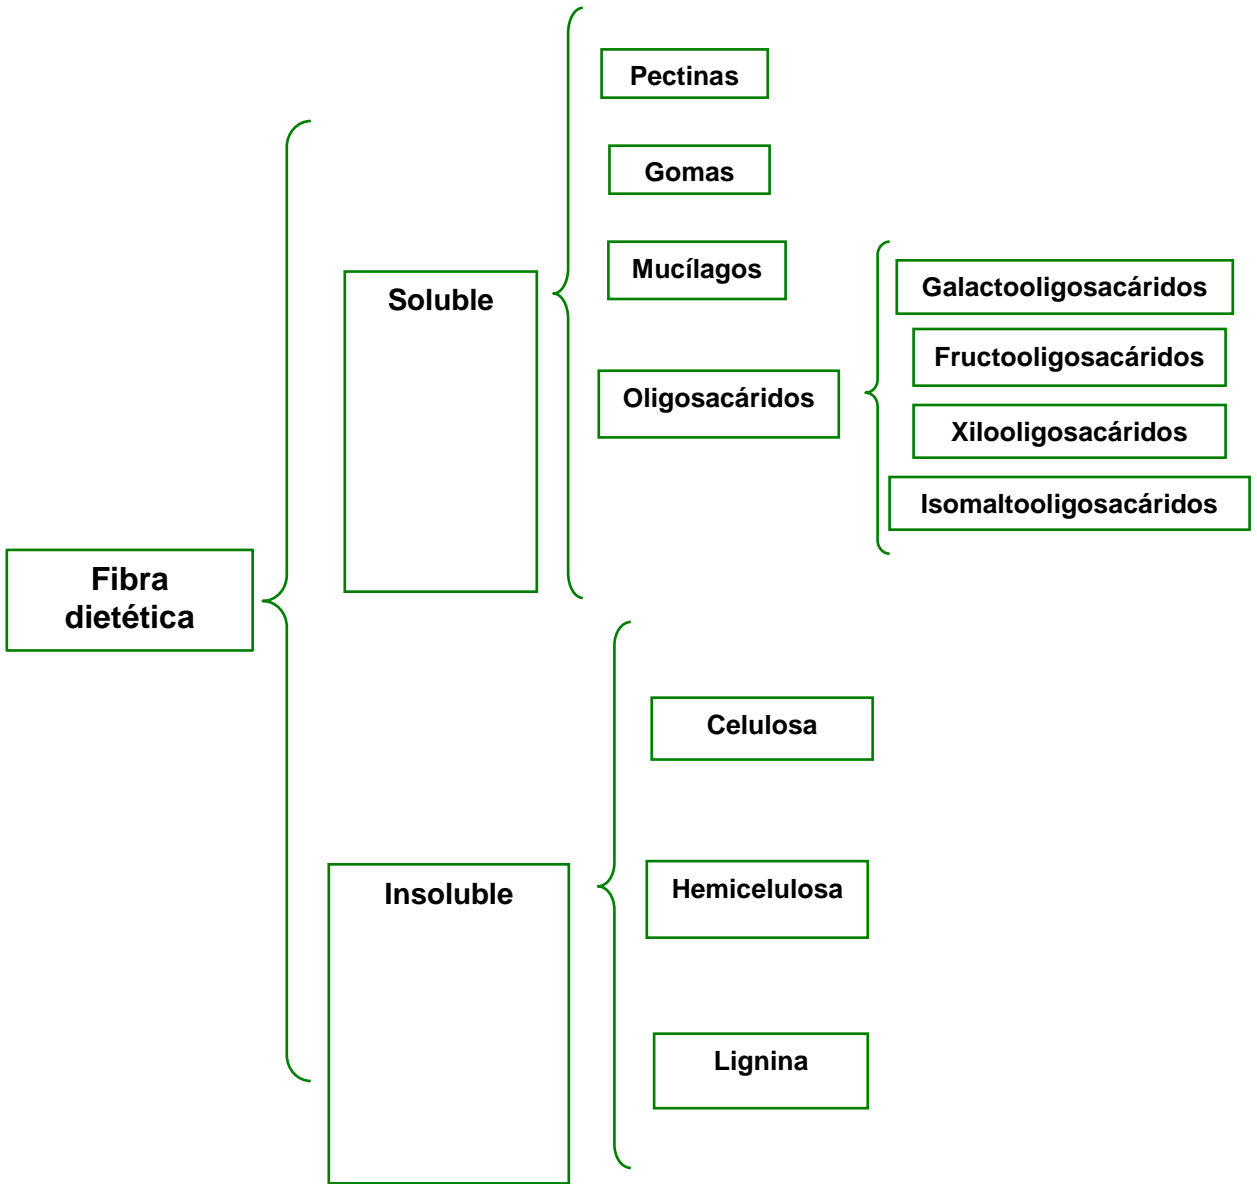 Fibra
dietética
Soluble
Pectinas
Gomas
Mucílagos
Oligosacáridos
Galactooligosacáridos
Fructooligosacáridos
Xilooligosacáridos
Isomaltooligosacáridos
Insoluble
Celulosa
Hemicelulosa
Lignina